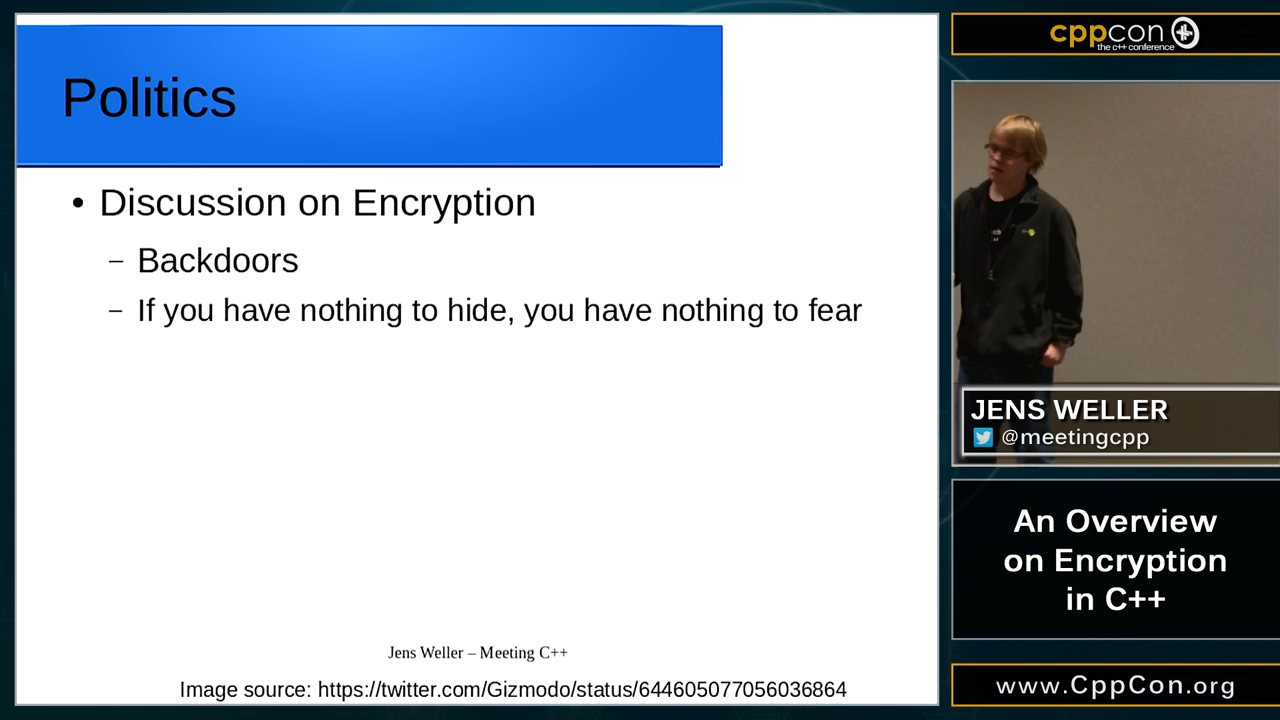 Politics
• Discussion on Encryption
– Backdoors
– If you have nothing to hide, you have nothing to fear
Jens Weller – Meeting C++
Image source: https://twitter.com/Gizmodo/status/644605077056036864
cppcon
the c++ conference
JENS WELLER
@meetingcpp
An Overview
on Encryption
in C++
www.CppCon.org